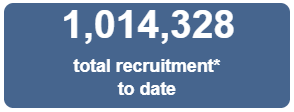 1,014,328
total recruitment*
to date